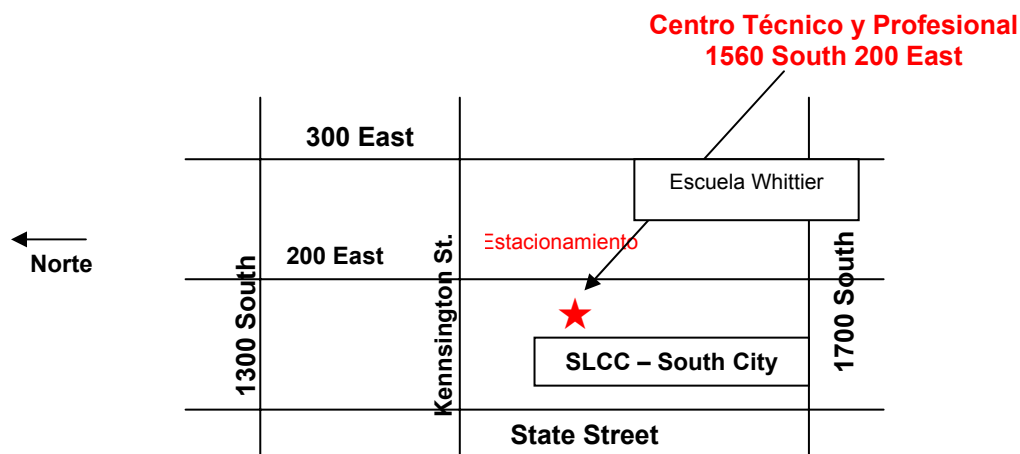 Centro Técnico y Profesional
1560 South 200 East
300 East
Escuela Whittier
Estacionamiento
Norte
200 East
1300 South
Kennsington St.
1700 South
SLCC – South City
State Street